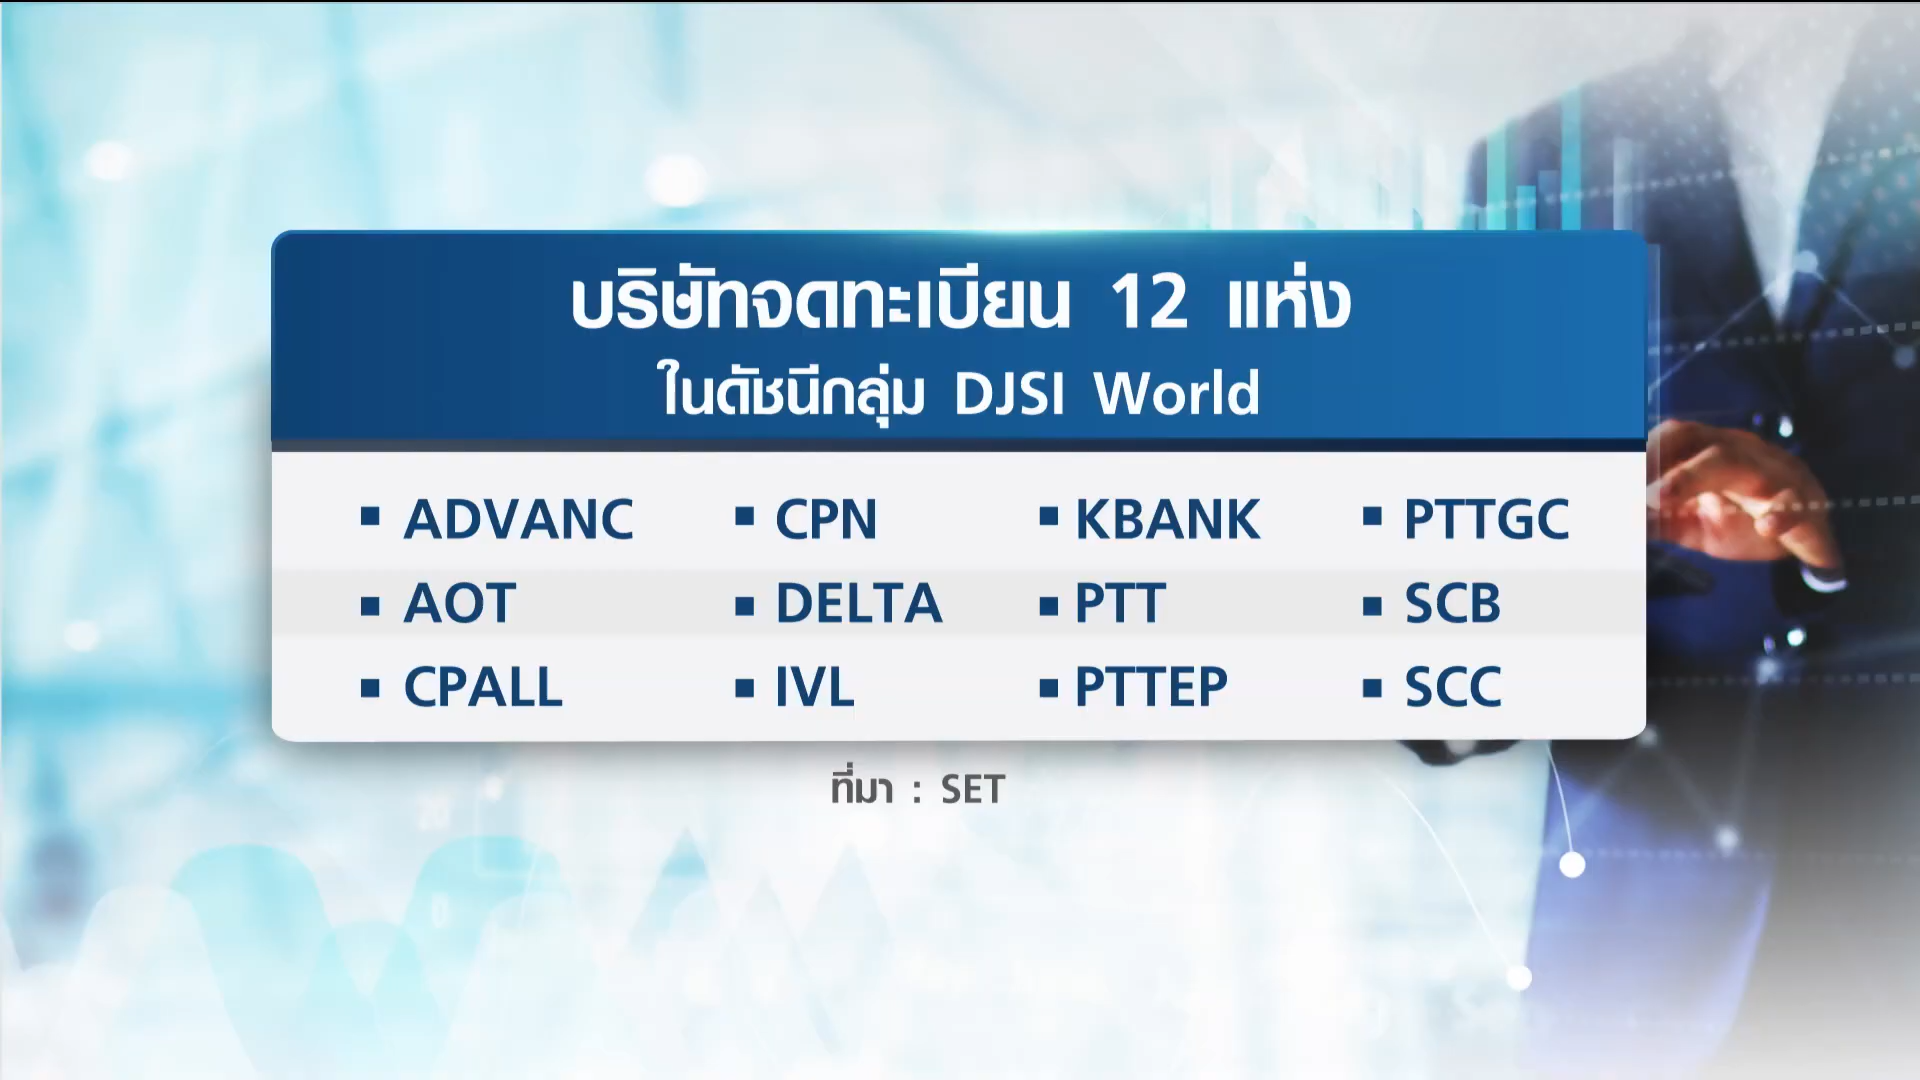 บริษัทจดทะเบียน 12 แห่ง
ในดัชนีกลุ่ม DJSI World
▪ ADVANC ▪ CPN ▪ KBANK ▪ PTTGC
▪ AOT ▪ DELTA ▪ PTT ▪ SCB
▪ CPALL ▪ IVL ▪ PTTEP ▪ SCC
ที่มา : SET